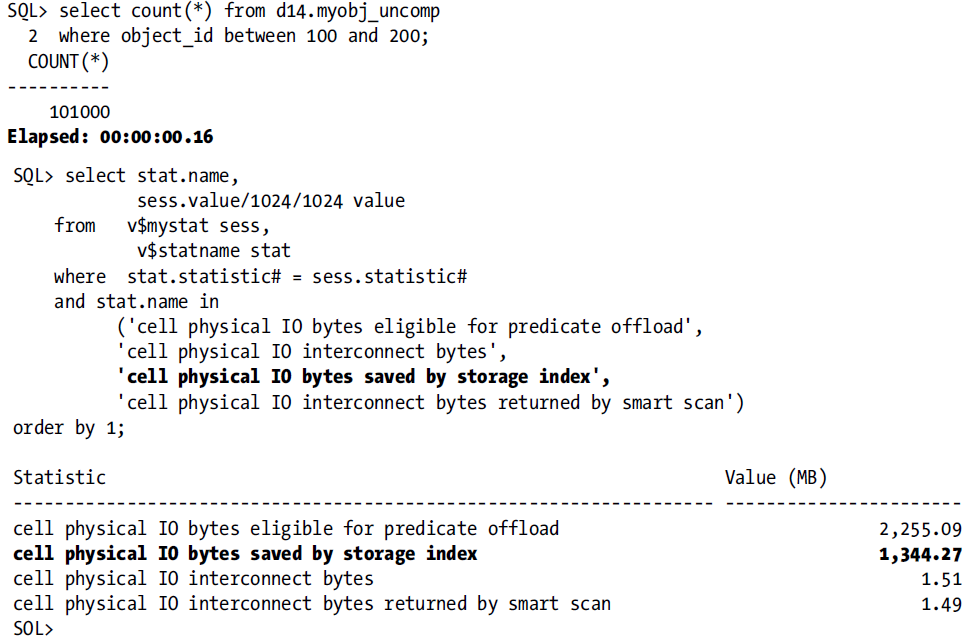 SQL> select count(*) from d14.myobj_uncomp
2 where object_id between 100 and 200;
COUNT(*)
----------
101000
Elapsed: 00:00:00.16
SQL> select stat.name,
sess.value/1024/1024 value
from v$mystat sess,
v$statname stat
where stat.statistic# = sess.statistic#
and stat.name in
('cell physical IO bytes eligible for predicate offload',
'cell physical IO interconnect bytes',
'cell physical IO bytes saved by storage index',
'cell physical IO interconnect bytes returned by smart scan')
order by 1;
Statistic Value (MB)
-------------------------------------------------------------------- -----------------------
cell physical IO bytes eligible for predicate offload 2,255.09
cell physical IO bytes saved by storage index 1,344.27
cell physical IO interconnect bytes 1.51
cell physical IO interconnect bytes returned by smart scan 1.49
SQL>